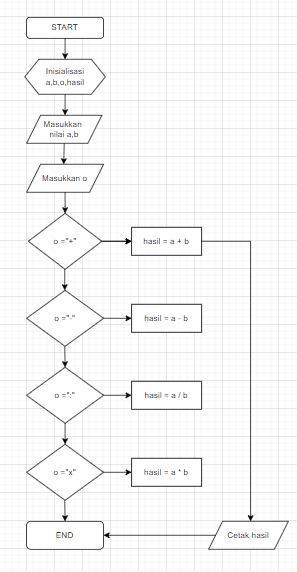 START
Inisialisasi
a,b,o,hasil
Masukkan
nilai a,b
Masukkan o
o ="+"
hasil = a + b
o ="-"
hasil = a - b
o =":"
hasil = a / b
o ="x"
hasil = a * b
END
Cetak hasil